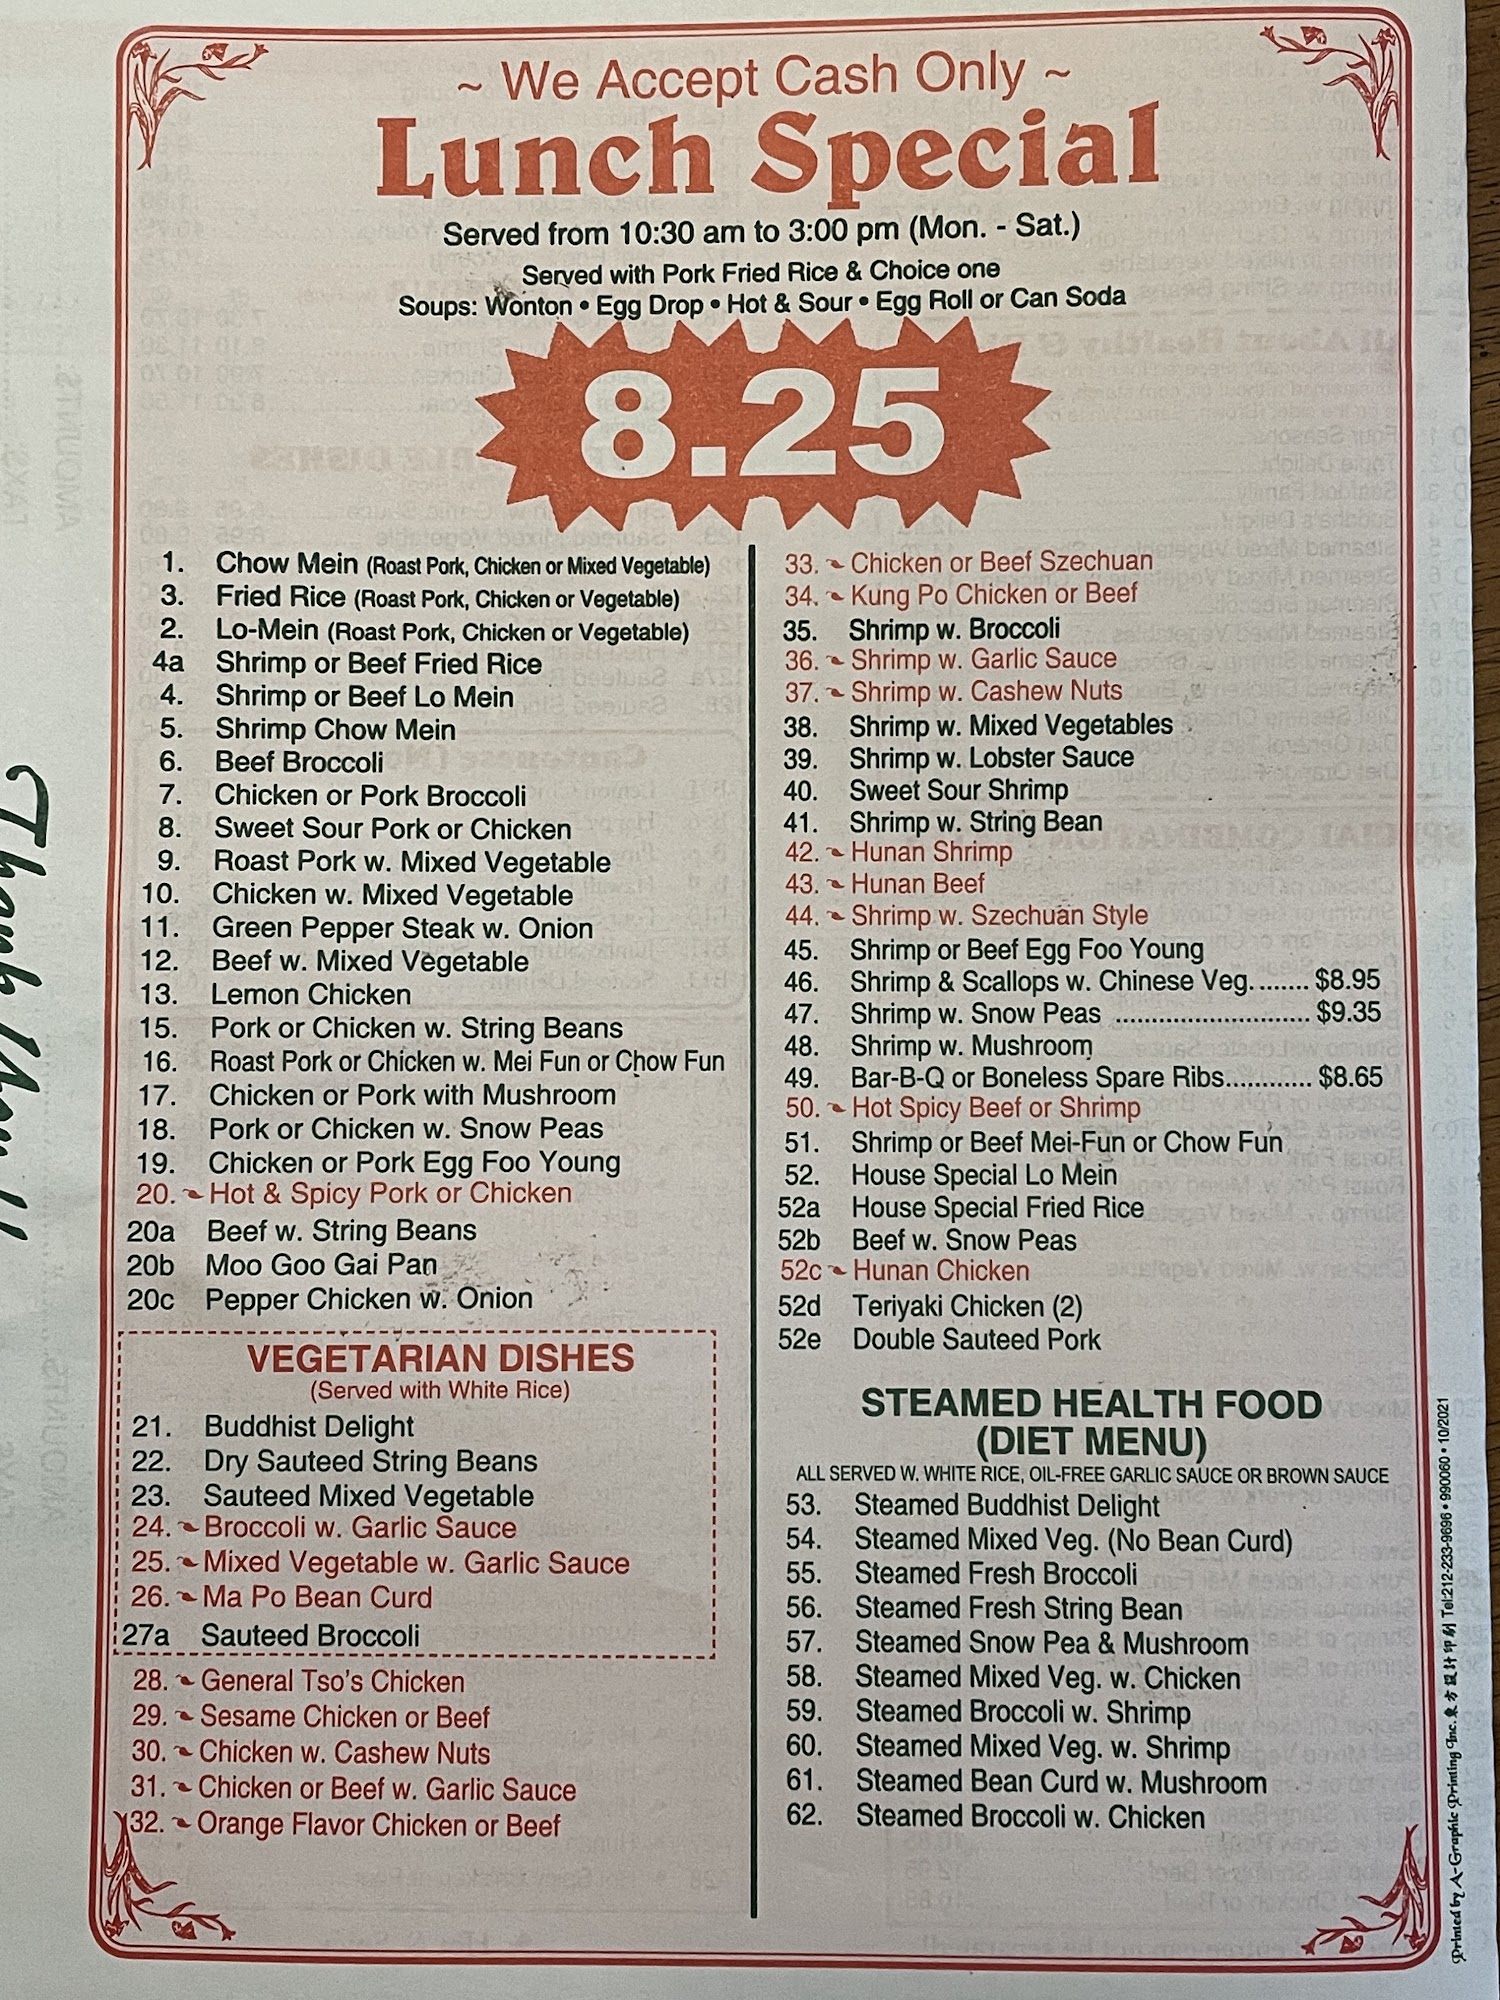 ~ We Accept Cash Only ~
Lunch Special
Served from 10:30 am to 3:00 pm (Mon. - Sat.)
Served with Pork Fried Rice & Choice one
Soups: Wonton • Egg Drop • Hot & Sour • Egg Roll or Can Soda
8.25
1. Chow Mein (Roast Pork, Chicken or Mixed Vegetable)
3. Fried Rice (Roast Pork, Chicken or Vegetable)
2. Lo-Mein (Roast Pork, Chicken or Vegetable)
4a Shrimp or Beef Fried Rice
4. Shrimp or Beef Lo Mein
5. Shrimp Chow Mein
6. Beef Broccoli
7. Chicken or Pork Broccoli
8. Sweet Sour Pork or Chicken
9. Roast Pork w. Mixed Vegetable
10. Chicken w. Mixed Vegetable
11. Green Pepper Steak w. Onion
12. Beef w. Mixed Vegetable
13. Lemon Chicken
15. Pork or Chicken w. String Beans
16. Roast Pork or Chicken w. Mei Fun or Chow Fun
17. Chicken or Pork with Mushroom
18. Pork or Chicken w. Snow Peas
19. Chicken or Pork Egg Foo Young
20. Hot & Spicy Pork or Chicken
20a Beef w. String Beans
20b Moo Goo Gai Pan
20c Pepper Chicken w. Onion
VEGETARIAN DISHES
(Served with White Rice)
21. Buddhist Delight
22. Dry Sauteed String Beans
23. Sauteed Mixed Vegetable
24. Broccoli w. Garlic Sauce
25. Mixed Vegetable w. Garlic Sauce
26. Ma Po Bean Curd
27a Sauteed Broccoli
28. General Tso's Chicken
29. Sesame Chicken or Beef
30. Chicken w. Cashew Nuts
31. Chicken or Beef w. Garlic Sauce
32. Orange Flavor Chicken or Beef
33. Chicken or Beef Szechuan
34. Kung Po Chicken or Beef
35. Shrimp w. Broccoli
36. Shrimp w. Garlic Sauce
37. Shrimp w. Cashew Nuts
38. Shrimp w. Mixed Vegetables
39. Shrimp w. Lobster Sauce
40. Sweet Sour Shrimp
41. Shrimp w. String Bean
42. Hunan Shrimp
43. Hunan Beef
44. Shrimp w. Szechuan Style
45. Shrimp or Beef Egg Foo Young
46. Shrimp & Scallops w. Chinese Veg........ $8.95
47. Shrimp w. Snow Peas .......................... $9.35
48. Shrimp w. Mushroom
49. Bar-B-Q or Boneless Spare Ribs............ $8.65
50. Hot Spicy Beef or Shrimp
51. Shrimp or Beef Mei-Fun or Chow Fun
52. House Special Lo Mein
52a House Special Fried Rice
52b Beef w. Snow Peas
52c Hunan Chicken
52d Teriyaki Chicken (2)
52e Double Sauteed Pork
STEAMED HEALTH FOOD
(DIET MENU)
ALL SERVED W. WHITE RICE, OIL-FREE GARLIC SAUCE OR BROWN SAUCE
53. Steamed Buddhist Delight
54. Steamed Mixed Veg. (No Bean Curd)
55. Steamed Fresh Broccoli
56. Steamed Fresh String Bean
57. Steamed Snow Pea & Mushroom
58. Steamed Mixed Veg. w. Chicken
59. Steamed Broccoli w. Shrimp
60. Steamed Mixed Veg. w. Shrimp
61. Steamed Bean Curd w. Mushroom
62. Steamed Broccoli w. Chicken
Printed by A-Graphic Printing Inc. 東方設計印刷 Tel:212-233-9696 • 990060 • 10/2021
Thank You!!